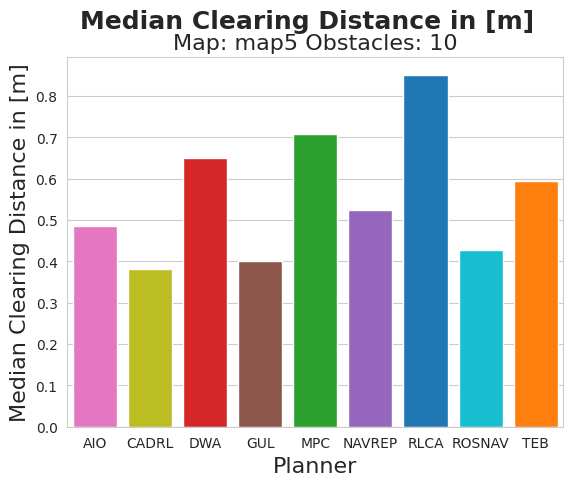 Median Clearing Distance in [m]
Map: map5 Obstacles: 10
Median Clearing Distance in [m]
0.8
0.7
0.6
0.5
0.4
0.3
0.2
0.1
0.0
AIO CADRL DWA GUL MPC NAVREP RLCA ROSNAV TEB
Planner